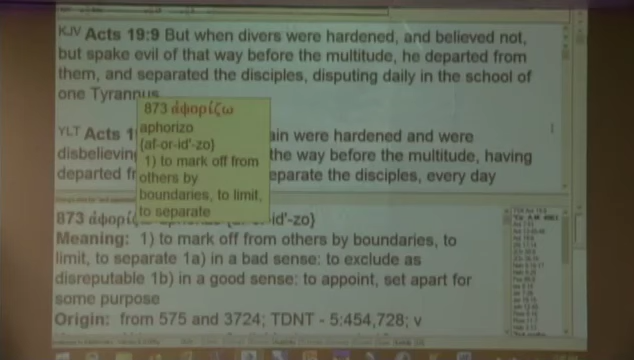 KJV Acts 19:9 But when divers were hardened, and believed not,
but spake evil of that way before the multitude, he departed from
them, and separated the disciples, disputing daily in the school of
one Tyrannus.
873 ἀφορίζω
aphorizo
{af-or-id'-zo}
1) to mark off from
others by
boundaries, to limit,
to separate
YLT Acts 1 ain were hardened and were
disbelieving the way before the multitude, having
departed fr eparate the disciples, every day
873 ἀφορίζ id'-zo}
Meaning: 1) to mark off from others by boundaries, to
limit, to separate 1a) in a bad sense: to exclude as
disreputable 1b) in a good sense: to appoint, set apart for
some purpose
Origin: from 575 and 3724; TDNT - 5:454,728; v